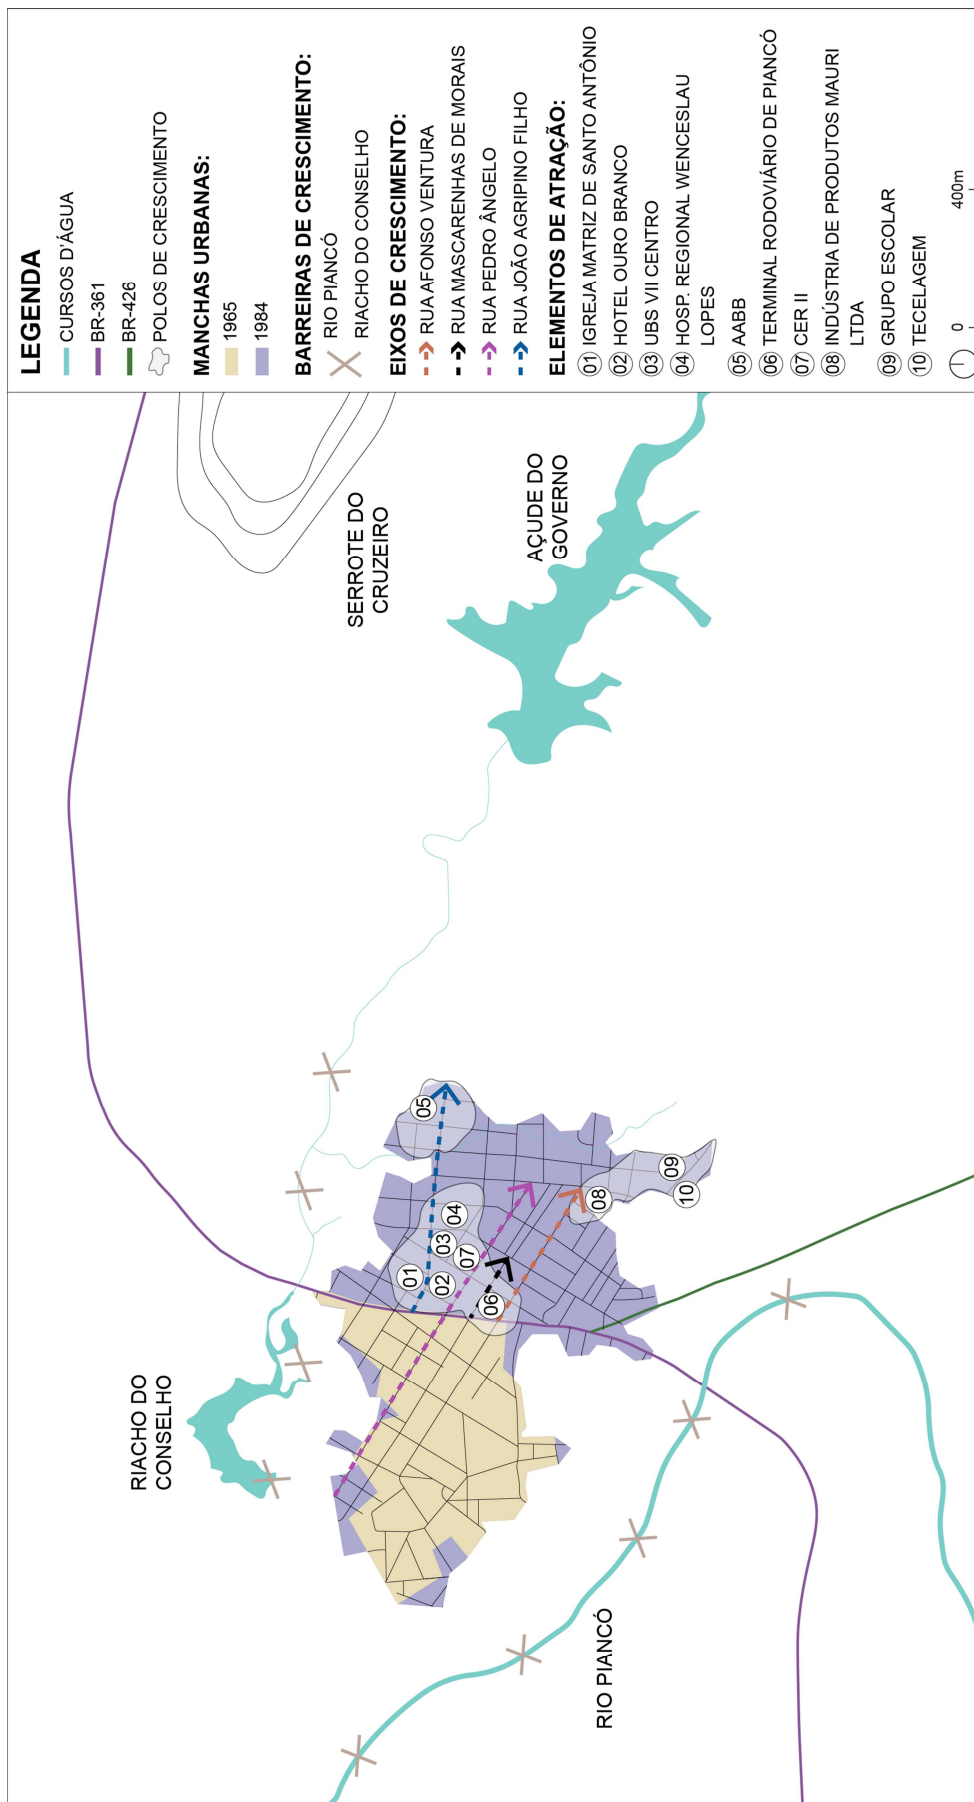 LEGENDA
CURSOS D'ÁGUA
BR-361
BR-426
POLOS DE CRESCIMENTO
MANCHAS URBANAS:
1965
1984
BARREIRAS DE CRESCIMENTO:
RIO PIANCÓ
RIACHO DO CONSELHO
EIXOS DE CRESCIMENTO:
RUA AFONSO VENTURA
RUA MASCARENHAS DE MORAIS
RUA PEDRO ÂNGELO
RUA JOÃO AGRIPINO FILHO
ELEMENTOS DE ATRAÇÃO:
01 IGREJA MATRIZ DE SANTO ANTÔNIO
02 HOTEL OURO BRANCO
03 UBS VII CENTRO
04 HOSP. REGIONAL WENCESLAU
LOPES
05 AABB
06 TERMINAL RODOVIÁRIO DE PIANCÓ
07 CER II
08 INDÚSTRIA DE PRODUTOS MAURI
LTDA
09 GRUPO ESCOLAR
10 TECELAGEM
0 400m
RIACHO DO
CONSELHO
SERROTE DO
CRUZEIRO
AÇUDE DO
GOVERNO
RIO PIANCÓ
01
02
03
04
05
06
07
08
09
10